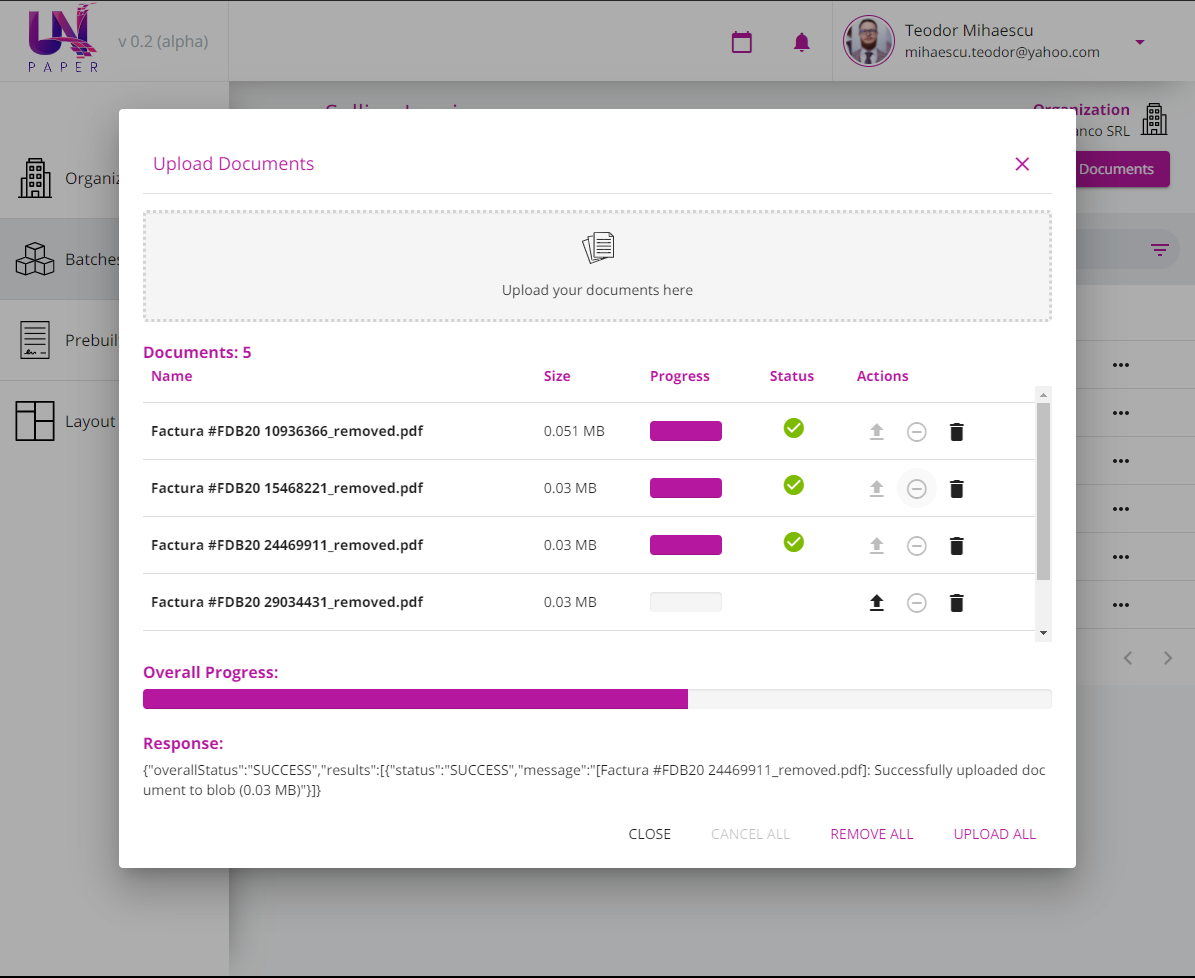 UN
PAPER
v 0.2 (alpha)
Teodor Mihaescu
mihaescu.teodor@yahoo.com
Organization
anco SRL
Documents
Organiz
Batches
Prebuil
Layout
Upload Documents
Upload your documents here
Documents: 5
Name Size Progress Status Actions
Factura #FDB20 10936366_removed.pdf 0.051 MB
Factura #FDB20 15468221_removed.pdf 0.03 MB
Factura #FDB20 24469911_removed.pdf 0.03 MB
Factura #FDB20 29034431_removed.pdf 0.03 MB
Overall Progress:
Response:
{"overallStatus":"SUCCESS","results":[{"status":"SUCCESS","message":"[Factura #FDB20 24469911_removed.pdf]: Successfully uploaded doc
ument to blob (0.03 MB)"}]}
CLOSE CANCEL ALL REMOVE ALL UPLOAD ALL